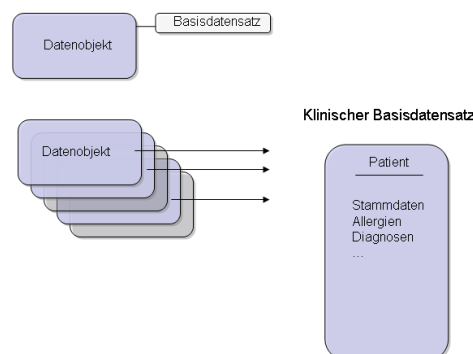 Basisdatensatz
Datenobjekt
Klinischer Basisdatensatz
Datenobjekt
Patient
Stammdaten
Allergien
Diagnosen
...